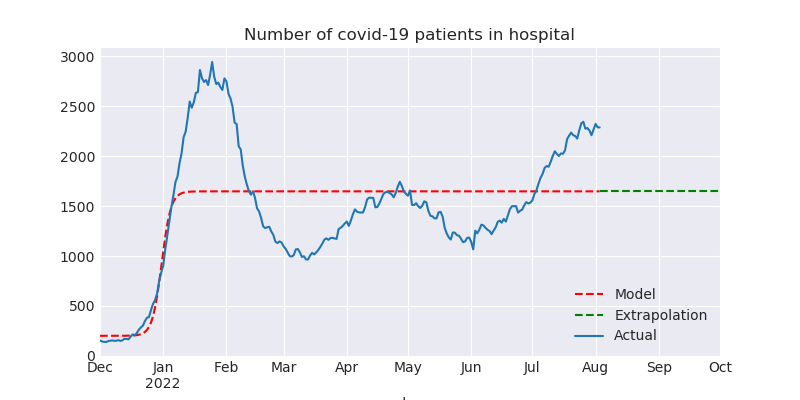 Number of covid-19 patients in hospital
3000
2500
2000
1500
1000
500
0
Model
Extrapolation
Actual
Dec Jan Feb Mar Apr May Jun Jul Aug Sep Oct
2022